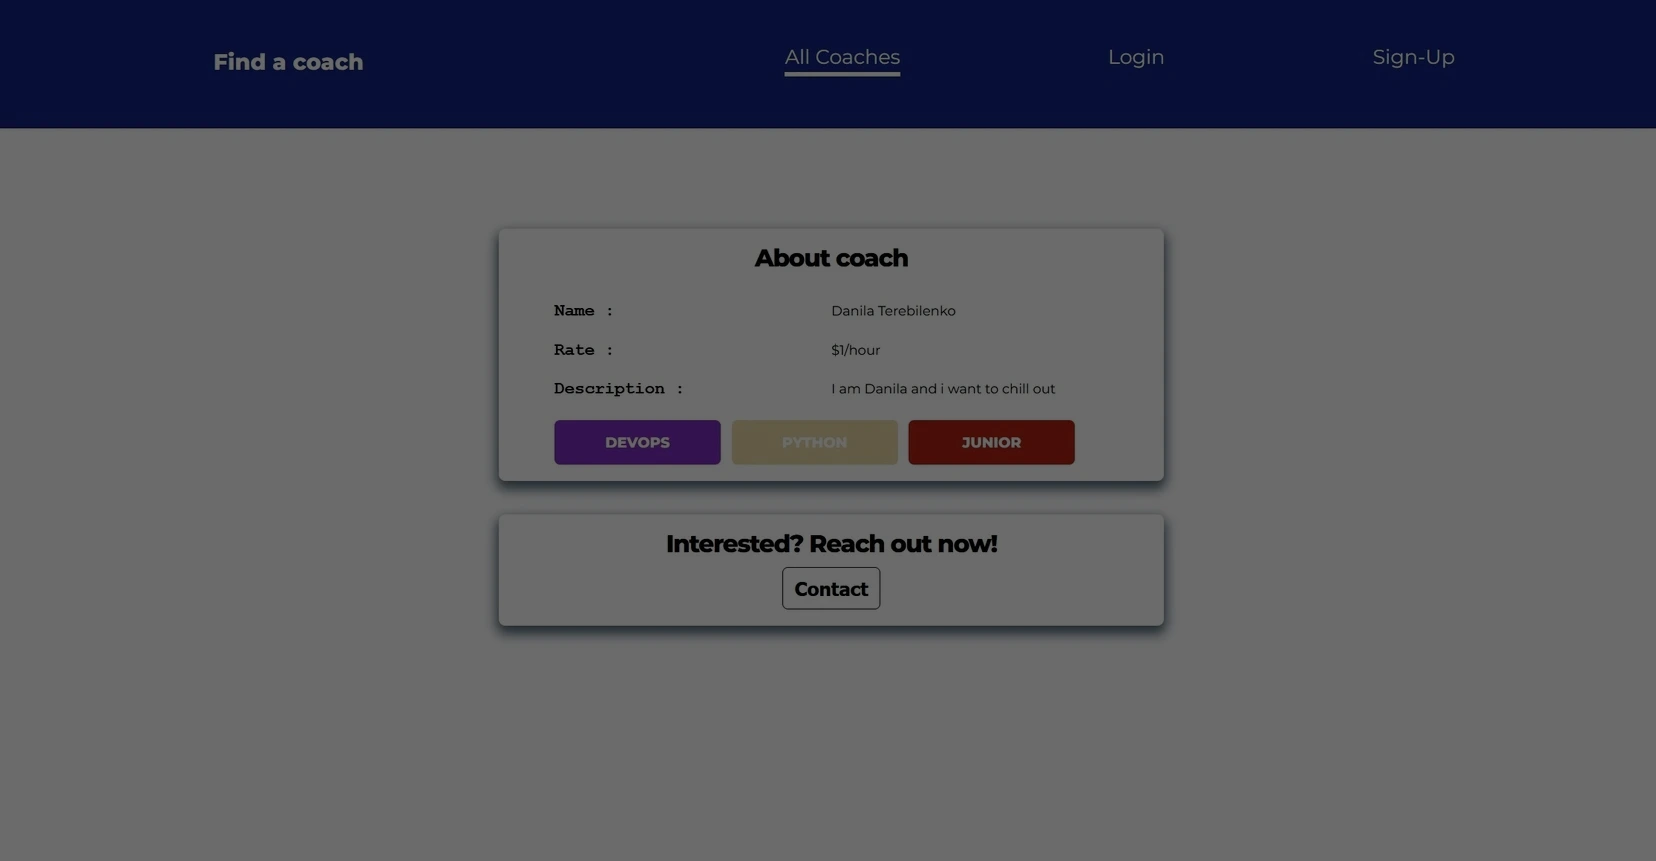 Find a coach
All Coaches
Login
Sign-Up
About coach
Name : Danila Terebilenko
Rate : $1/hour
Description : I am Danila and i want to chill out
DEVOPS PYTHON JUNIOR
Interested? Reach out now!
Contact